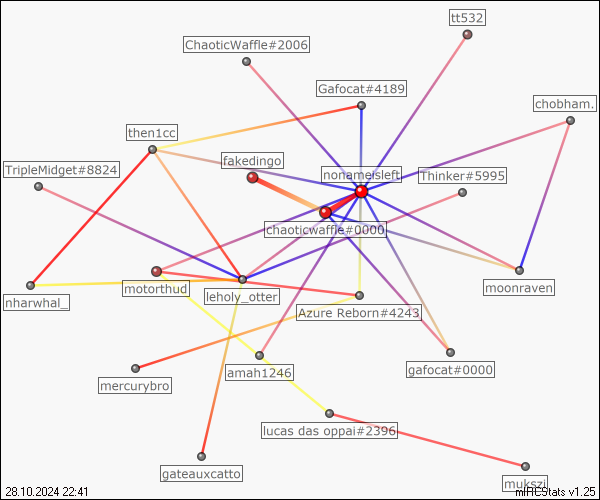 tt532
ChaoticWaffle#2006
Gafocat#4189
chobham.
then1cc
fakedingo
TripleMidget#8824
nonameisleft
Thinker#5995
chaoticwaffle#0000
motorthud
leholy_otter
moonraven
nharwhal_
Azure Reborn#4243
amah1246
gafocat#0000
mercurybro
lucas das oppai#2396
gateauxcatto
mukszi
28.10.2024 22:41
mIRCStats v1.25